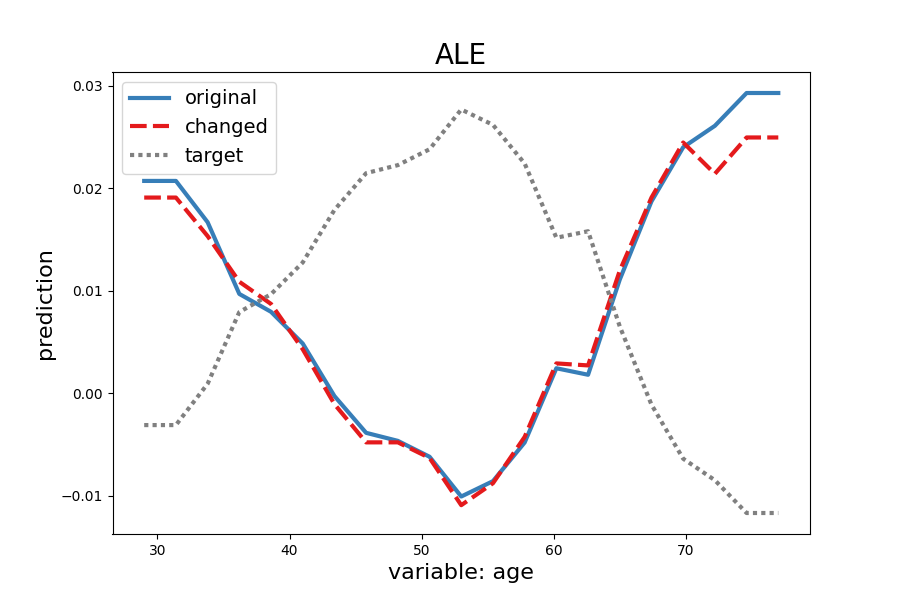 ALE
original
changed
target
0.03
0.02
0.01
0.00
−0.01
prediction
30 40 50 60 70
variable: age